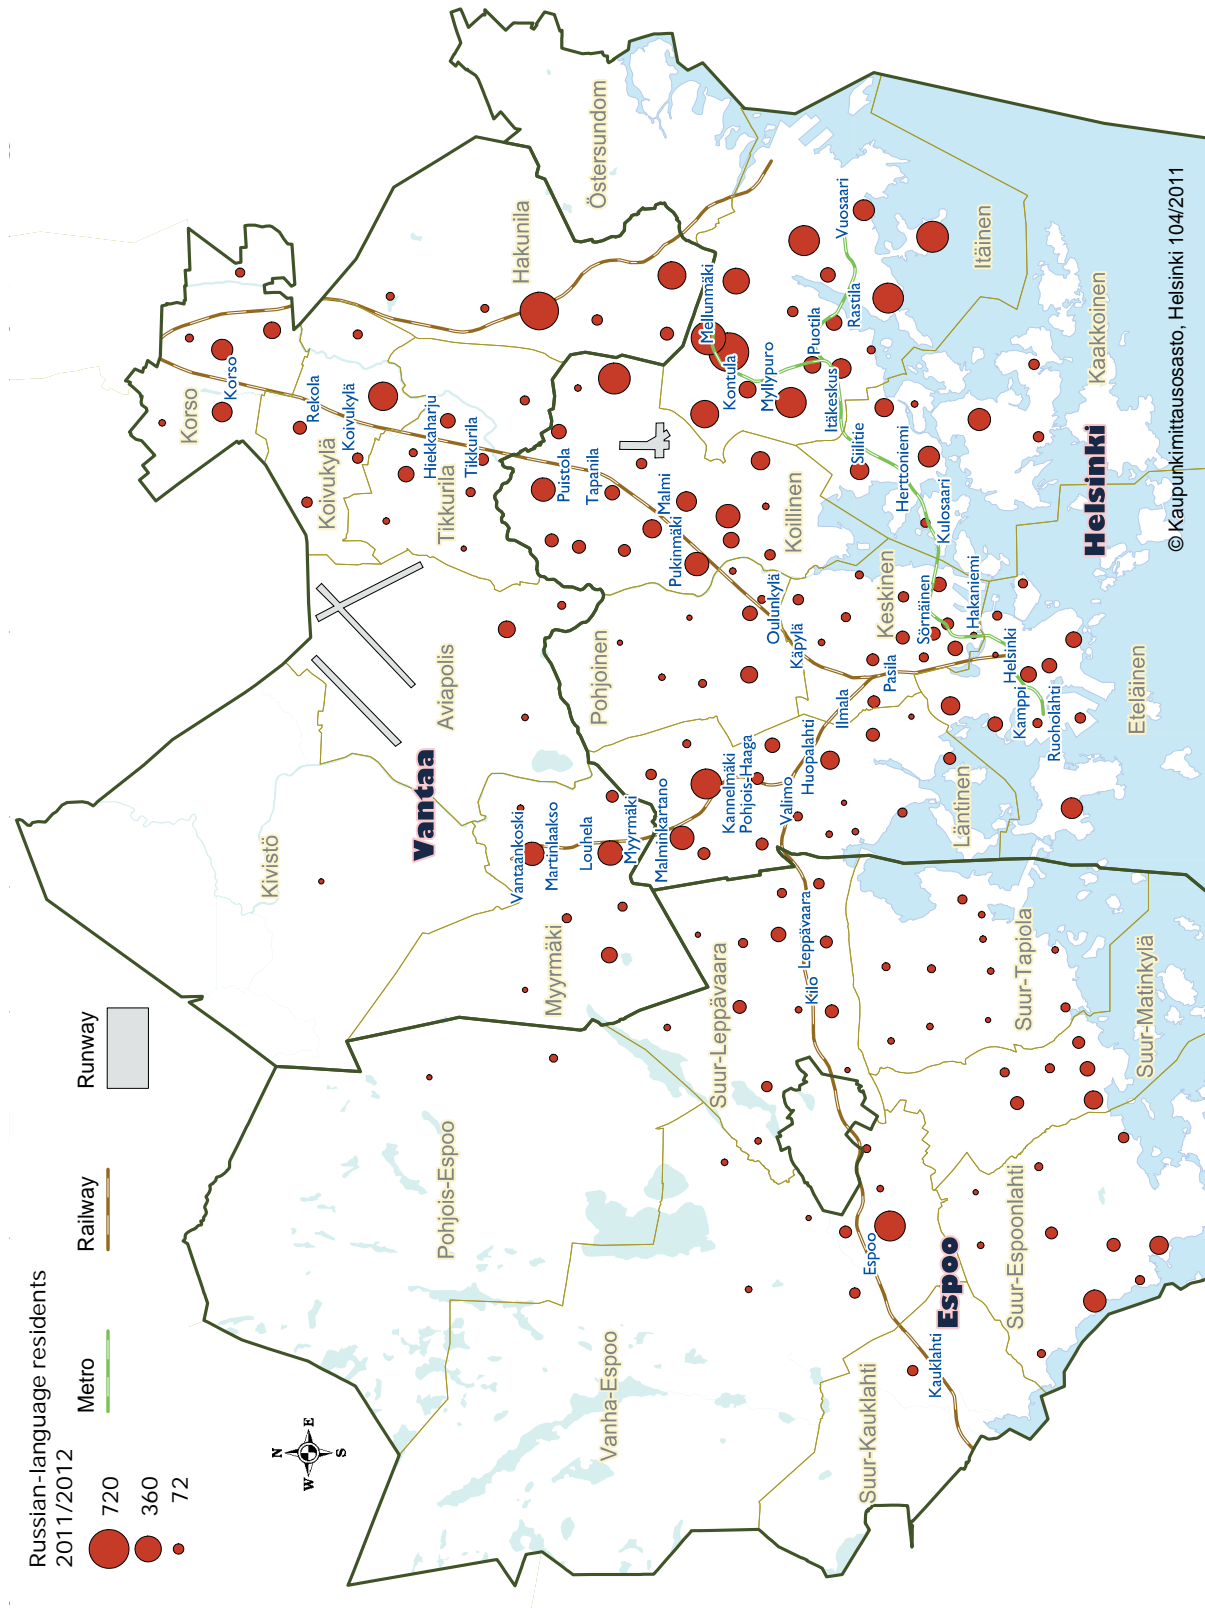 Russian-language residents
2011/2012
720
360
72
Metro
Railway
Runway
N
W
E
S
Vantaa
Espoo
Helsinki
Korso
Koivukylä
Tikkurila
Hakunila
Östersundom
Kivistö
Aviapolis
Myyrmäki
Pohjoinen
Koillinen
Keskinen
Läntinen
Eteläinen
Kaakkoinen
Itäinen
Pohjois-Espoo
Vanha-Espoo
Suur-Kauklahti
Suur-Espoonlahti
Suur-Matinkylä
Suur-Tapiola
Suur-Leppävaara
Korso
Rekola
Koivukylä
Hiekkaharju
Tikkurila
Puistola
Tapanila
Malmi
Pukinmäki
Oulunkylä
Käpylä
Pasila
Ilmala
Huopalahti
Valimo
Pohjois-Haaga
Kannelmäki
Malminkartano
Myyrmäki
Louhela
Martinlaakso
Vantaankoski
Leppävaara
Kilo
Espoo
Kauklahti
Mellunmäki
Kontula
Myllypuro
Itäkeskus
Puotila
Rastila
Vuosaari
Siilitie
Herttoniemi
Kulosaari
Sörnäinen
Hakaniemi
Helsinki
Kamppi
Ruoholahti
© Kaupunkimittausosasto, Helsinki 104/2011